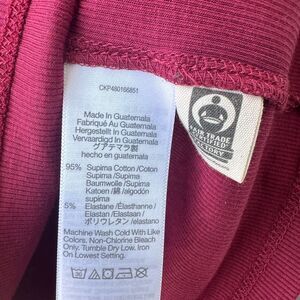 CKP480166851
Made In Guatemala
Fabriqué Au Guatemala
Hergestellt In Guatemala
Vervaardigd In Guatemala
グアテマラ製
hecho en guatemala
95% Supima Cotton /Coton
/Supima /Supima
Baumwolle /Supima
Katoen /綿 /algodón
supima
5% Elastane /Élasthanne /
Elastan /Elastaan /
ポリウレタン /elastano
Machine Wash Cold With Like
Colors. Non-Chlorine Bleach
Only. Tumble Dry Low. Iron
On Lowest Setting.
FAIR TRADE
CERTIFIED
FACTORY